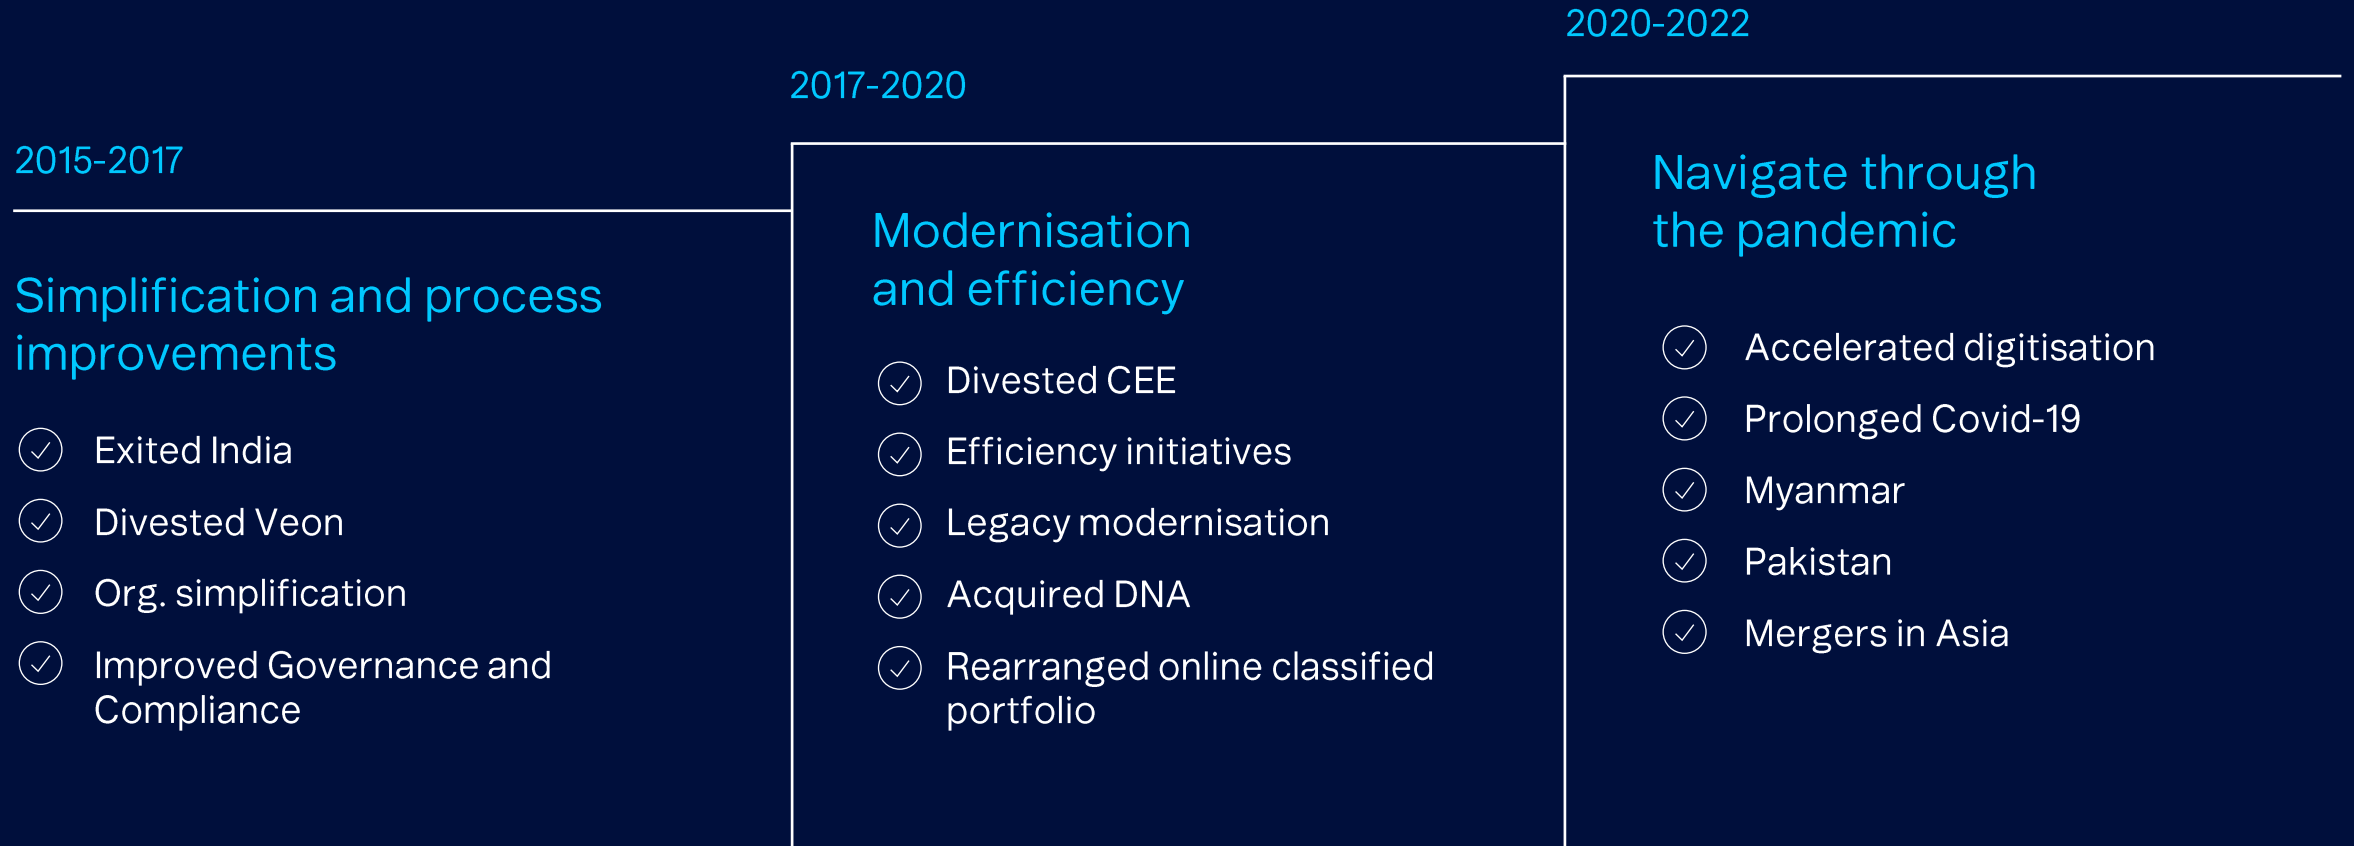 2015-2017
Simplification and process
improvements
Exited India
Divested Veon
Org. simplification
Improved Governance and
Compliance
2017-2020
Modernisation
and efficiency
Divested CEE
Efficiency initiatives
Legacy modernisation
Acquired DNA
Rearranged online classified
portfolio
2020-2022
Navigate through
the pandemic
Accelerated digitisation
Prolonged Covid-19
Myanmar
Pakistan
Mergers in Asia